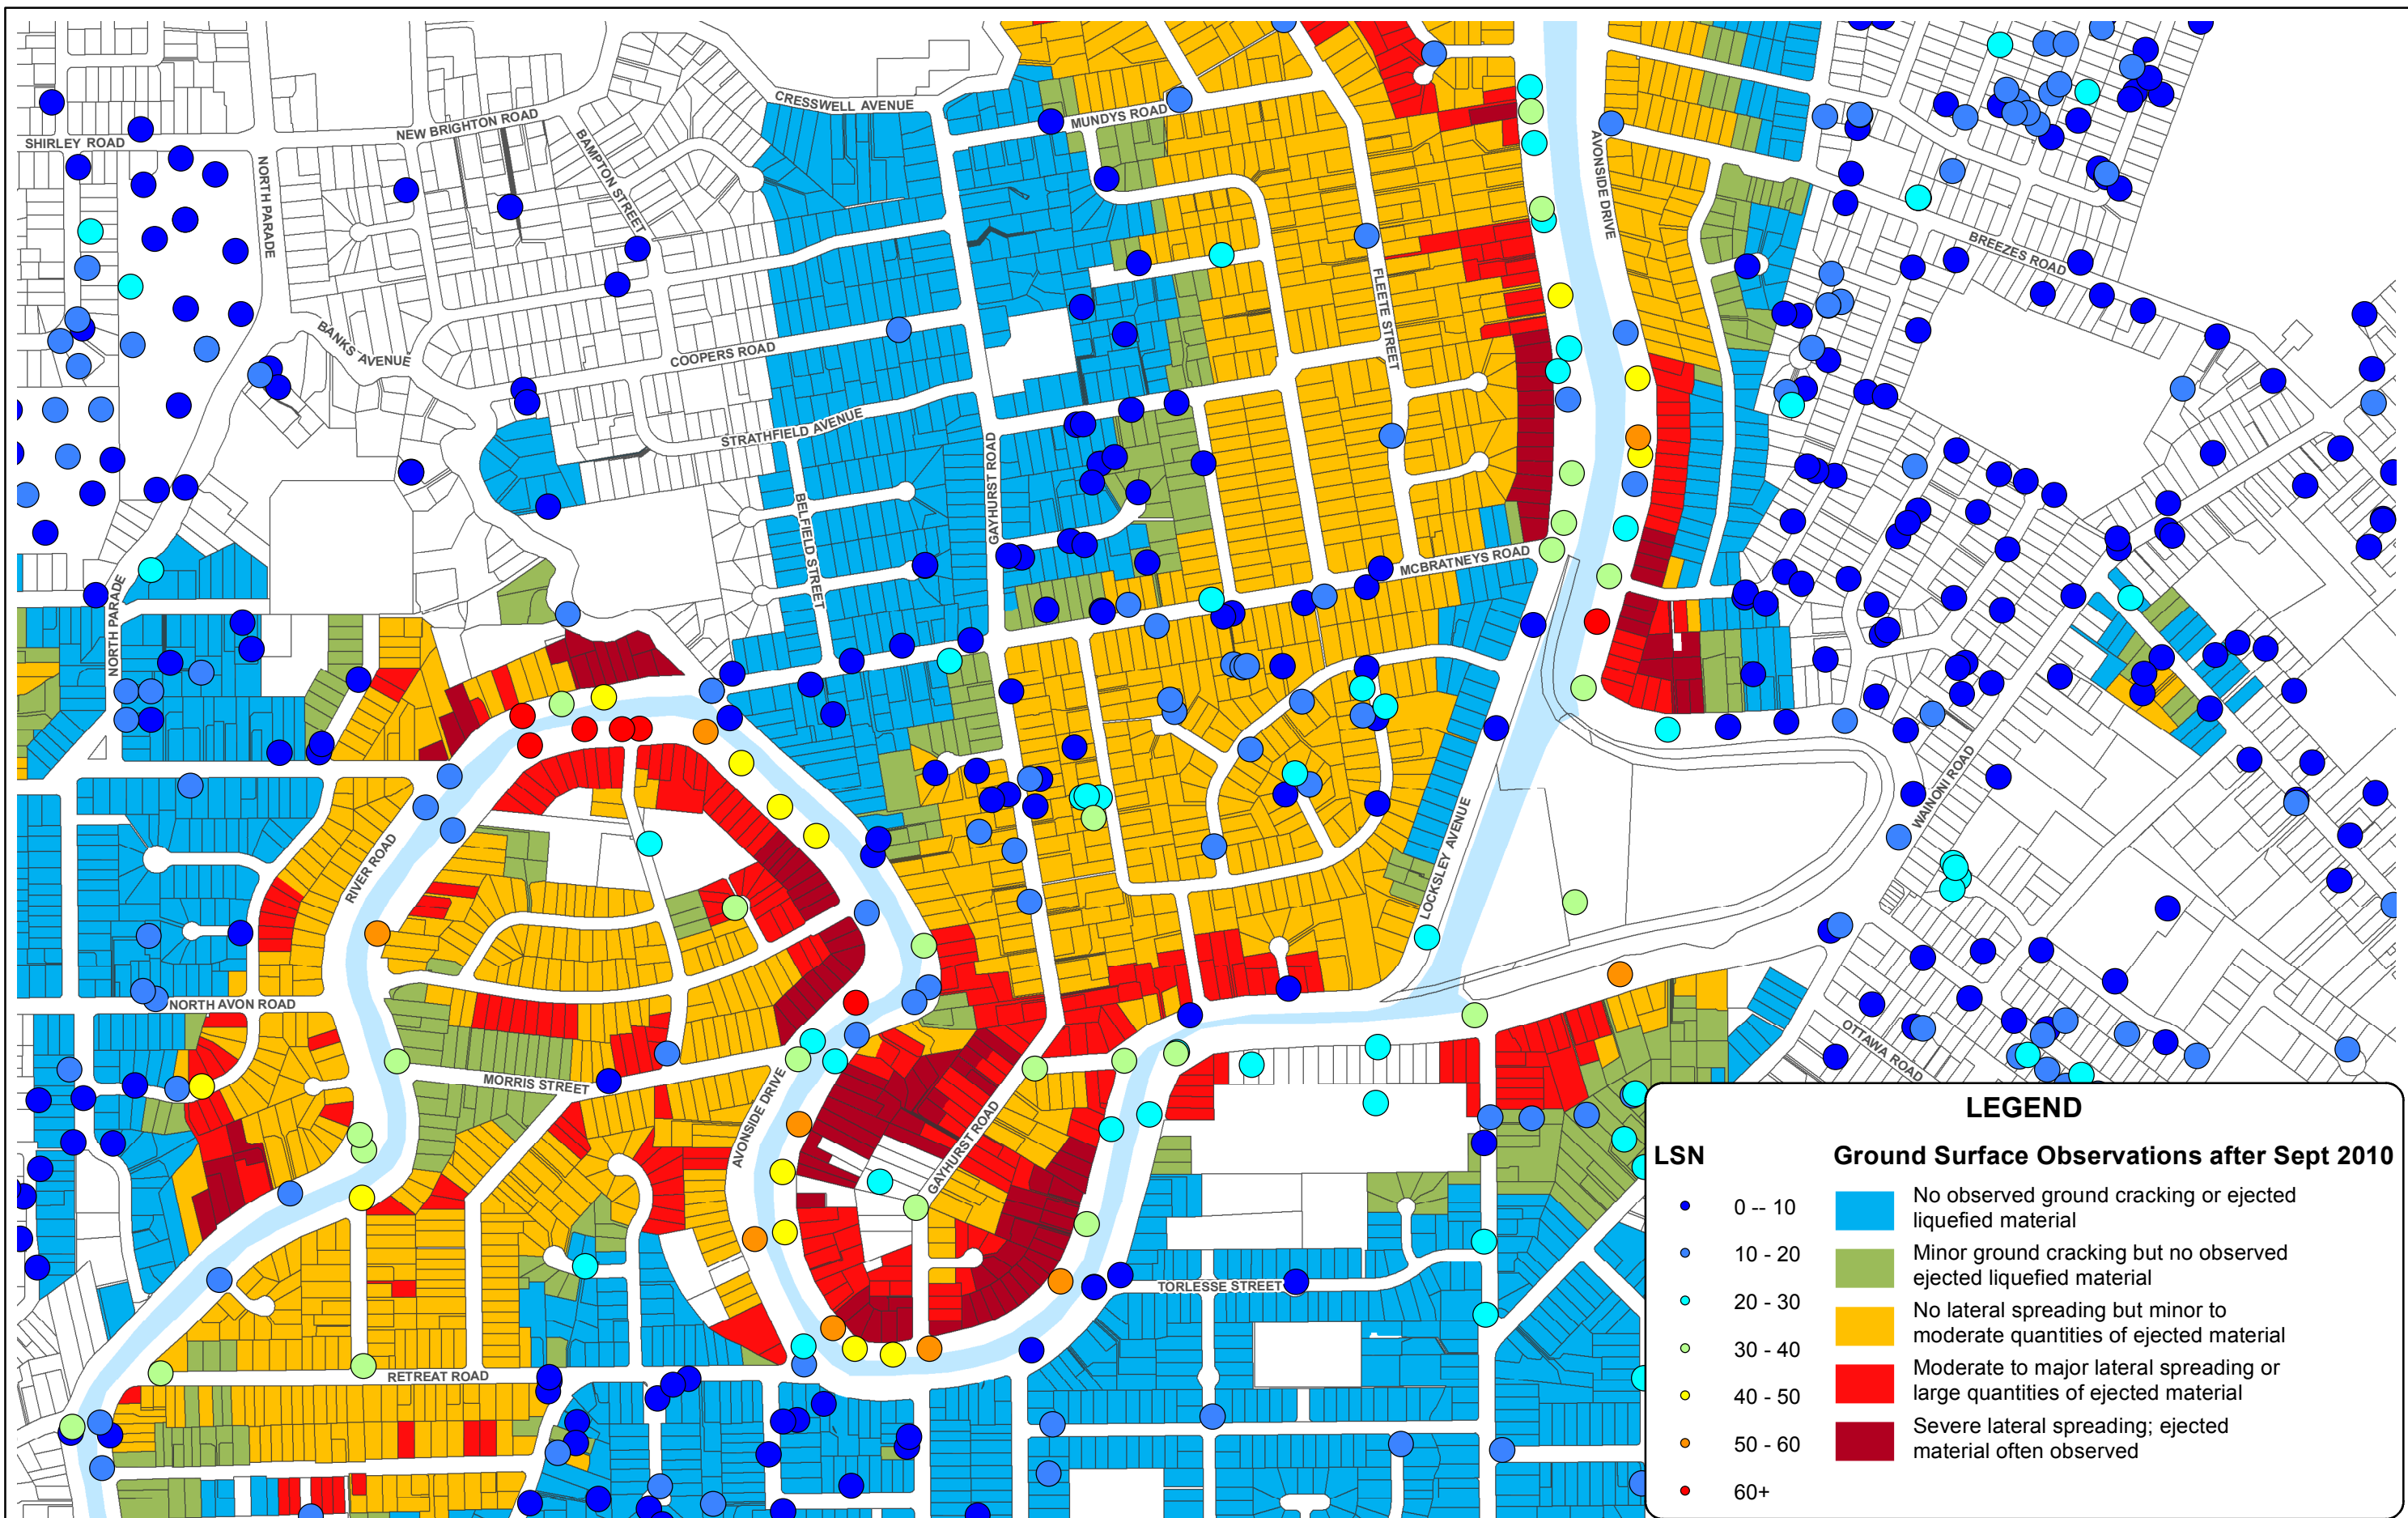 CRESSWELL AVENUE
MUNDYS ROAD
NEW BRIGHTON ROAD
SHIRLEY ROAD
BAMPTON STREET
NORTH PARADE
AVONSIDE DRIVE
BREEZES ROAD
FLEETE STREET
BANKS AVENUE
COOPERS ROAD
STRATHFIELD AVENUE
GAYHURST ROAD
BELFIELD STREET
MCBRATNEYS ROAD
NORTH PARADE
WAINONI ROAD
RIVER ROAD
LOCKSLEY AVENUE
NORTH AVON ROAD
OTTAWA ROAD
MORRIS STREET
AVONSIDE DRIVE
GAYHURST ROAD
TORLESSE STREET
RETREAT ROAD
LEGEND
LSN
0 -- 10
10 - 20
20 - 30
30 - 40
40 - 50
50 - 60
60+
Ground Surface Observations after Sept 2010
No observed ground cracking or ejected
liquefied material
Minor ground cracking but no observed
ejected liquefied material
No lateral spreading but minor to
moderate quantities of ejected material
Moderate to major lateral spreading or
large quantities of ejected material
Severe lateral spreading; ejected
material often observed